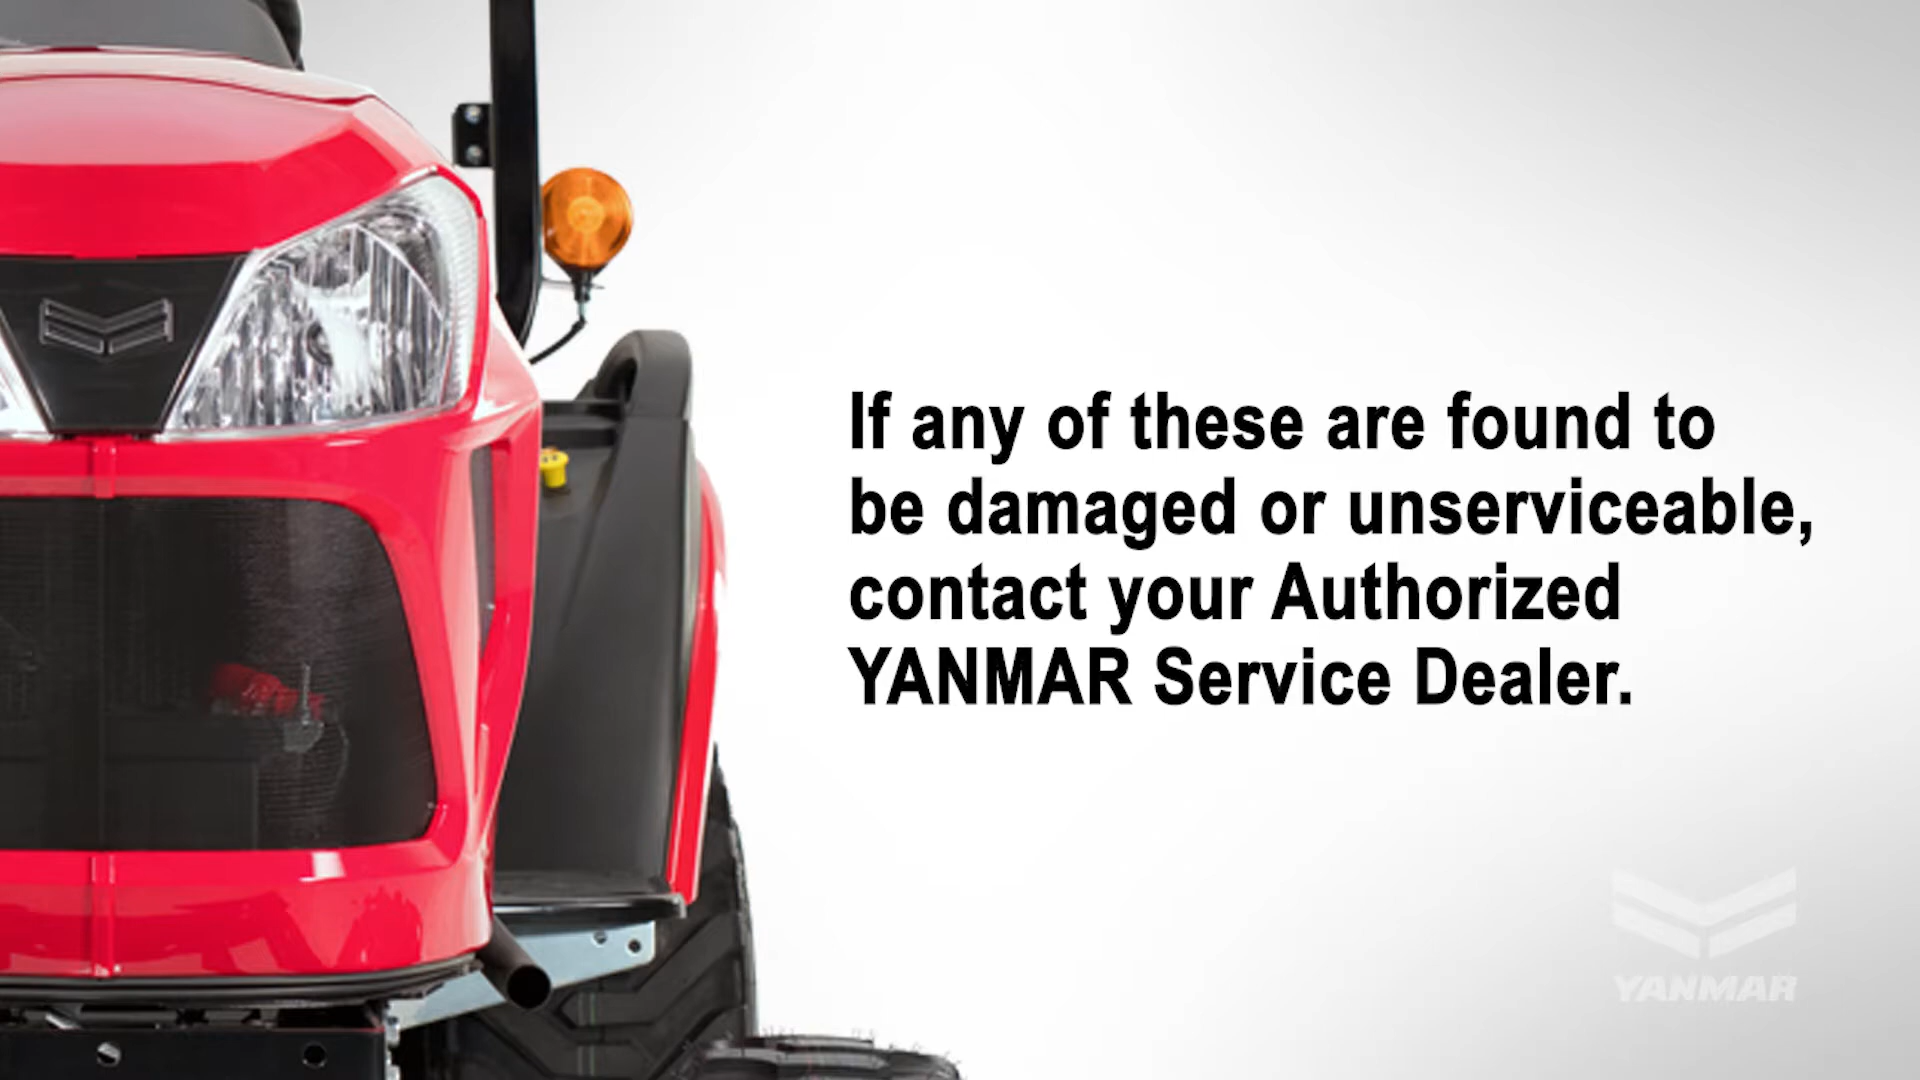 If any of these are found to
be damaged or unserviceable,
contact your Authorized
YANMAR Service Dealer.
YANMAR